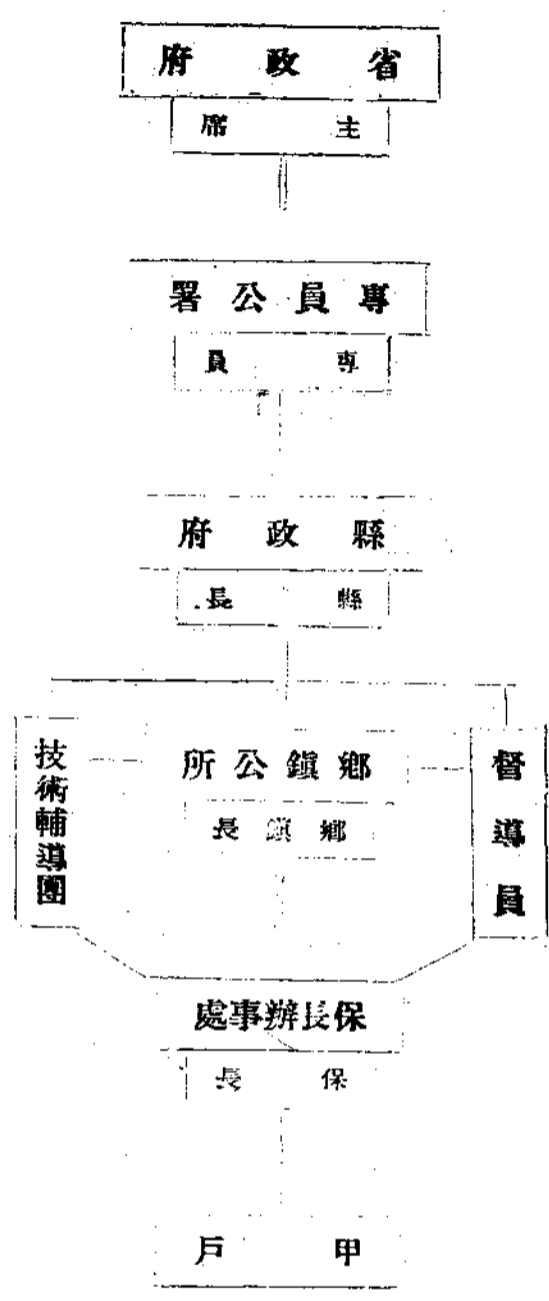 省政府
主席
專員公署
專員
縣政府
縣長
督導員
鄉鎮公所
鄉鎮長
技術輔導團
保長辦事處
保長
甲戶